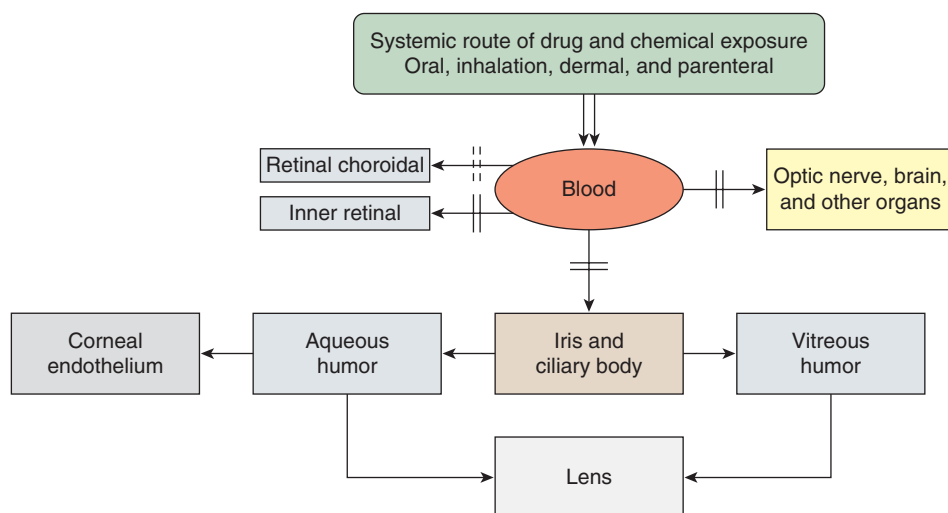 Systemic route of drug and chemical exposure
Oral, inhalation, dermal, and parenteral
Retinal choroidal
Inner retinal
Blood
Optic nerve, brain,
and other organs
Corneal
endothelium
Aqueous
humor
Iris and
ciliary body
Vitreous
humor
Lens